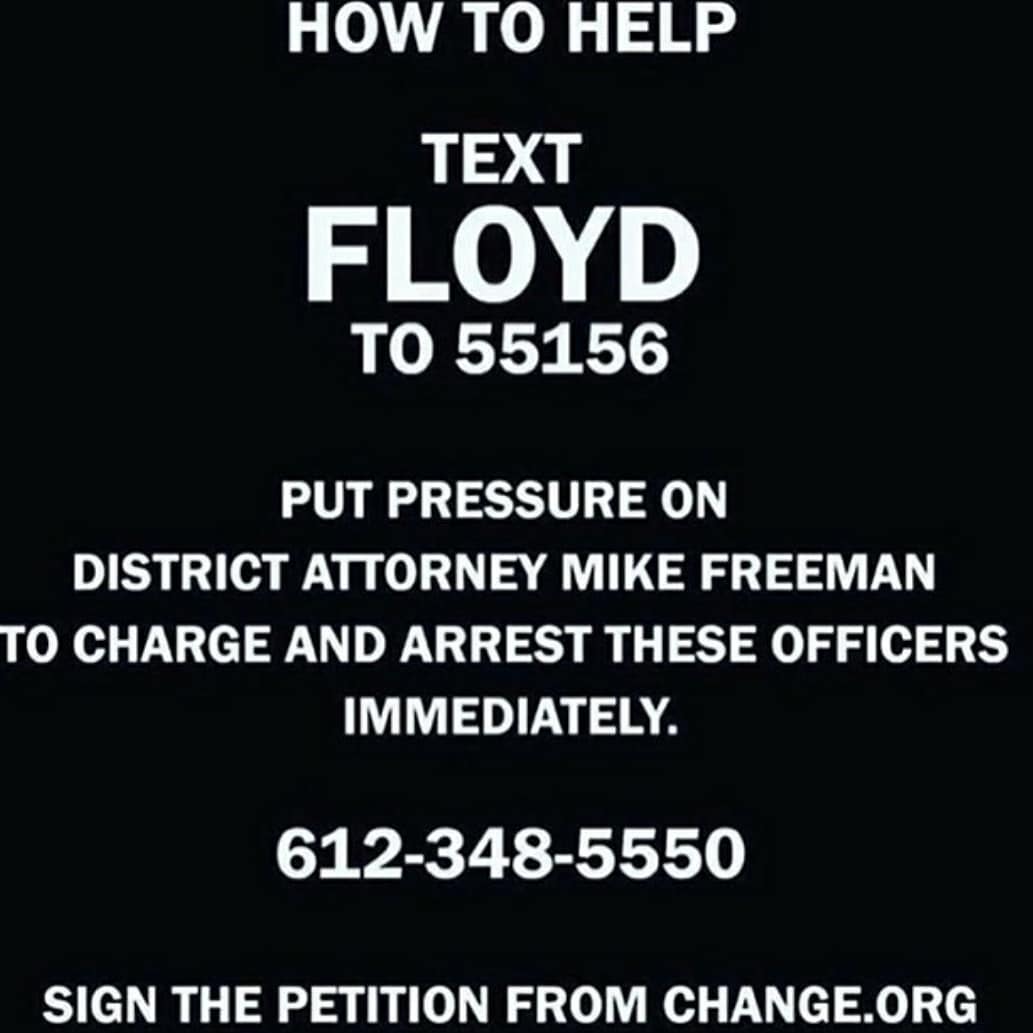 HOW TO HELP
TEXT
FLOYD
TO 55156
PUT PRESSURE ON
DISTRICT ATTORNEY MIKE FREEMAN
TO CHARGE AND ARREST THESE OFFICERS
IMMEDIATELY.
612-348-5550
SIGN THE PETITION FROM CHANGE.ORG